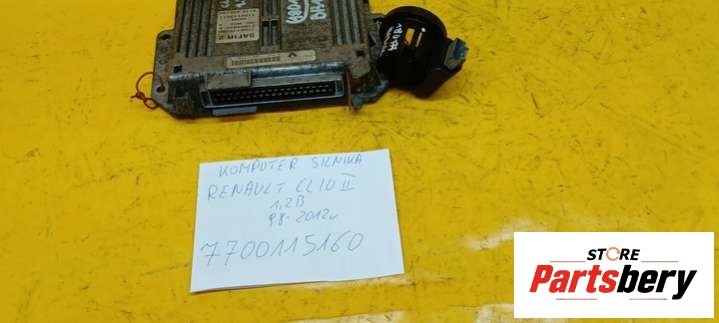 SAFIR 2
KOMPUTER SILNIKA
RENAULT CLIO II
1,2B
98-2012r
7700115160
STORE
Partsbery